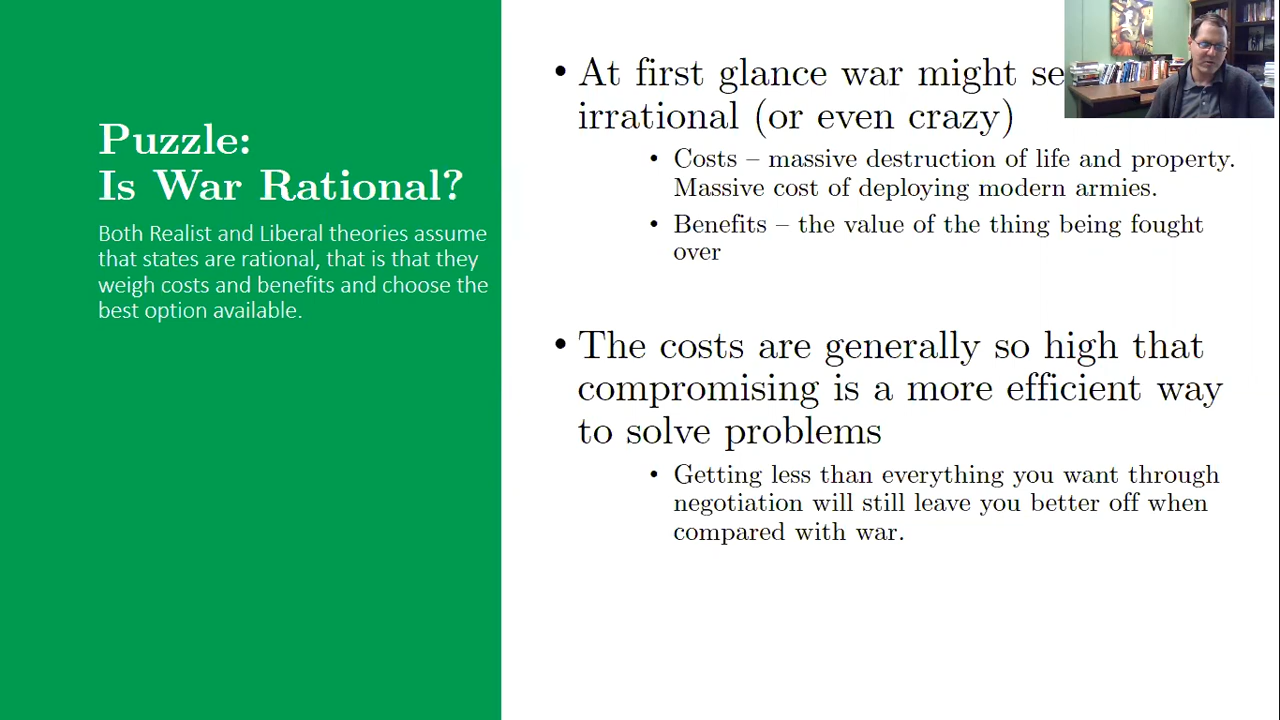 Puzzle:
Is War Rational?
Both Realist and Liberal theories assume
that states are rational, that is that they
weigh costs and benefits and choose the
best option available.
• At first glance war might se
irrational (or even crazy)
• Costs – massive destruction of life and property.
Massive cost of deploying modern armies.
• Benefits – the value of the thing being fought
over
• The costs are generally so high that
compromising is a more efficient way
to solve problems
• Getting less than everything you want through
negotiation will still leave you better off when
compared with war.